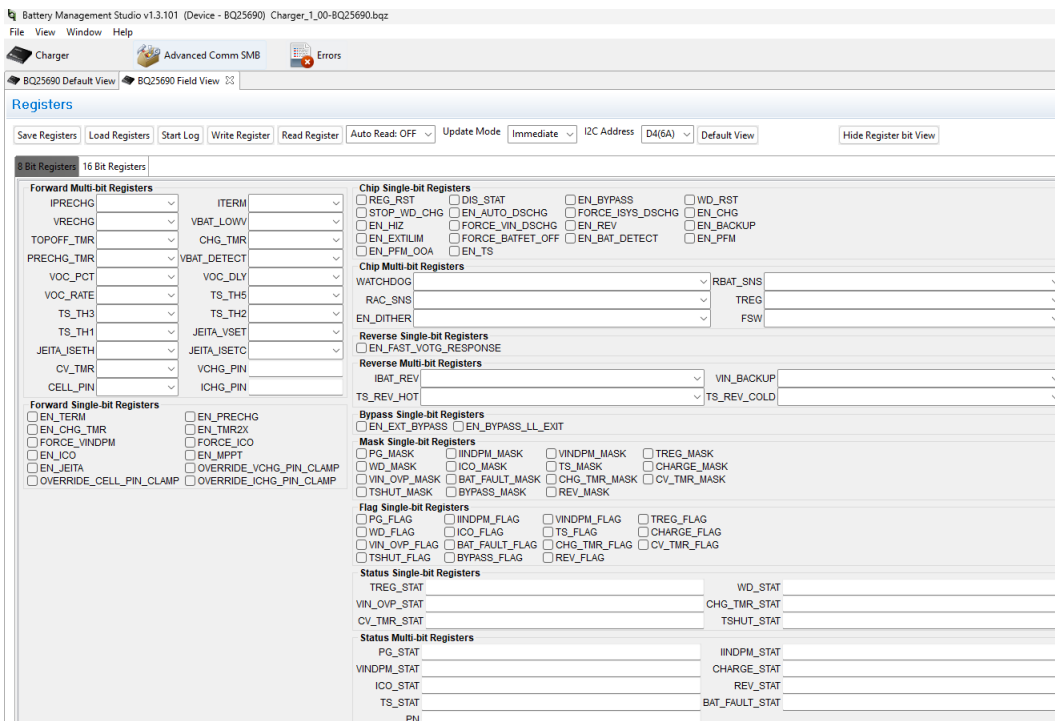 Battery Management Studio v1.3.101 (Device - BQ25690) Charger_1_00-BQ25690.bqz
File View Window Help
Charger Advanced Comm SMB Errors
BQ25690 Default View BQ25690 Field View
Registers
Save Registers Load Registers Start Log Write Register Read Register Auto Read: OFF Update Mode Immediate I2C Address D4(6A) Default View Hide Register bit View
8 Bit Registers 16 Bit Registers
Forward Multi-bit Registers
IPRECHG ITERM
VRECHG VBAT_LOWV
TOPOFF_TMR CHG_TMR
PRECHG_TMR VBAT_DETECT
VOC_PCT VOC_DLY
VOC_RATE TS_TH5
TS_TH3 TS_TH2
TS_TH1 JEITA_VSET
JEITA_ISETH JEITA_ISETC
CV_TMR VCHG_PIN
CELL_PIN ICHG_PIN
Forward Single-bit Registers
EN_TERM EN_PRECHG
EN_CHG_TMR EN_TMR2X
FORCE_VINDPM FORCE_ICO
EN_ICO EN_MPPT
EN_JEITA OVERRIDE_VCHG_PIN_CLAMP
OVERRIDE_CELL_PIN_CLAMP OVERRIDE_ICHG_PIN_CLAMP
Chip Single-bit Registers
REG_RST DIS_STAT EN_BYPASS WD_RST
STOP_WD_CHG EN_AUTO_DSCHG FORCE_ISYS_DSCHG EN_CHG
EN_HIZ FORCE_VIN_DSCHG EN_REV EN_BACKUP
EN_EXTILIM FORCE_BATFET_OFF EN_BAT_DETECT EN_PFM
EN_PFM_OOA EN_TS
Chip Multi-bit Registers
WATCHDOG RBAT_SNS
RAC_SNS TREG
EN_DITHER FSW
Reverse Single-bit Registers
EN_FAST_VOTG_RESPONSE
Reverse Multi-bit Registers
IBAT_REV VIN_BACKUP
TS_REV_HOT TS_REV_COLD
Bypass Single-bit Registers
EN_EXT_BYPASS EN_BYPASS_LL_EXIT
Mask Single-bit Registers
PG_MASK IINDPM_MASK VINDPM_MASK TREG_MASK
WD_MASK ICO_MASK TS_MASK CHARGE_MASK
VIN_OVP_MASK BAT_FAULT_MASK CHG_TMR_MASK CV_TMR_MASK
TSHUT_MASK BYPASS_MASK REV_MASK
Flag Single-bit Registers
PG_FLAG IINDPM_FLAG VINDPM_FLAG TREG_FLAG
WD_FLAG ICO_FLAG TS_FLAG CHARGE_FLAG
VIN_OVP_FLAG BAT_FAULT_FLAG CHG_TMR_FLAG CV_TMR_FLAG
TSHUT_FLAG BYPASS_FLAG REV_FLAG
Status Single-bit Registers
TREG_STAT WD_STAT
VIN_OVP_STAT CHG_TMR_STAT
CV_TMR_STAT TSHUT_STAT
Status Multi-bit Registers
PG_STAT IINDPM_STAT
VINDPM_STAT CHARGE_STAT
ICO_STAT REV_STAT
TS_STAT BAT_FAULT_STAT
PN